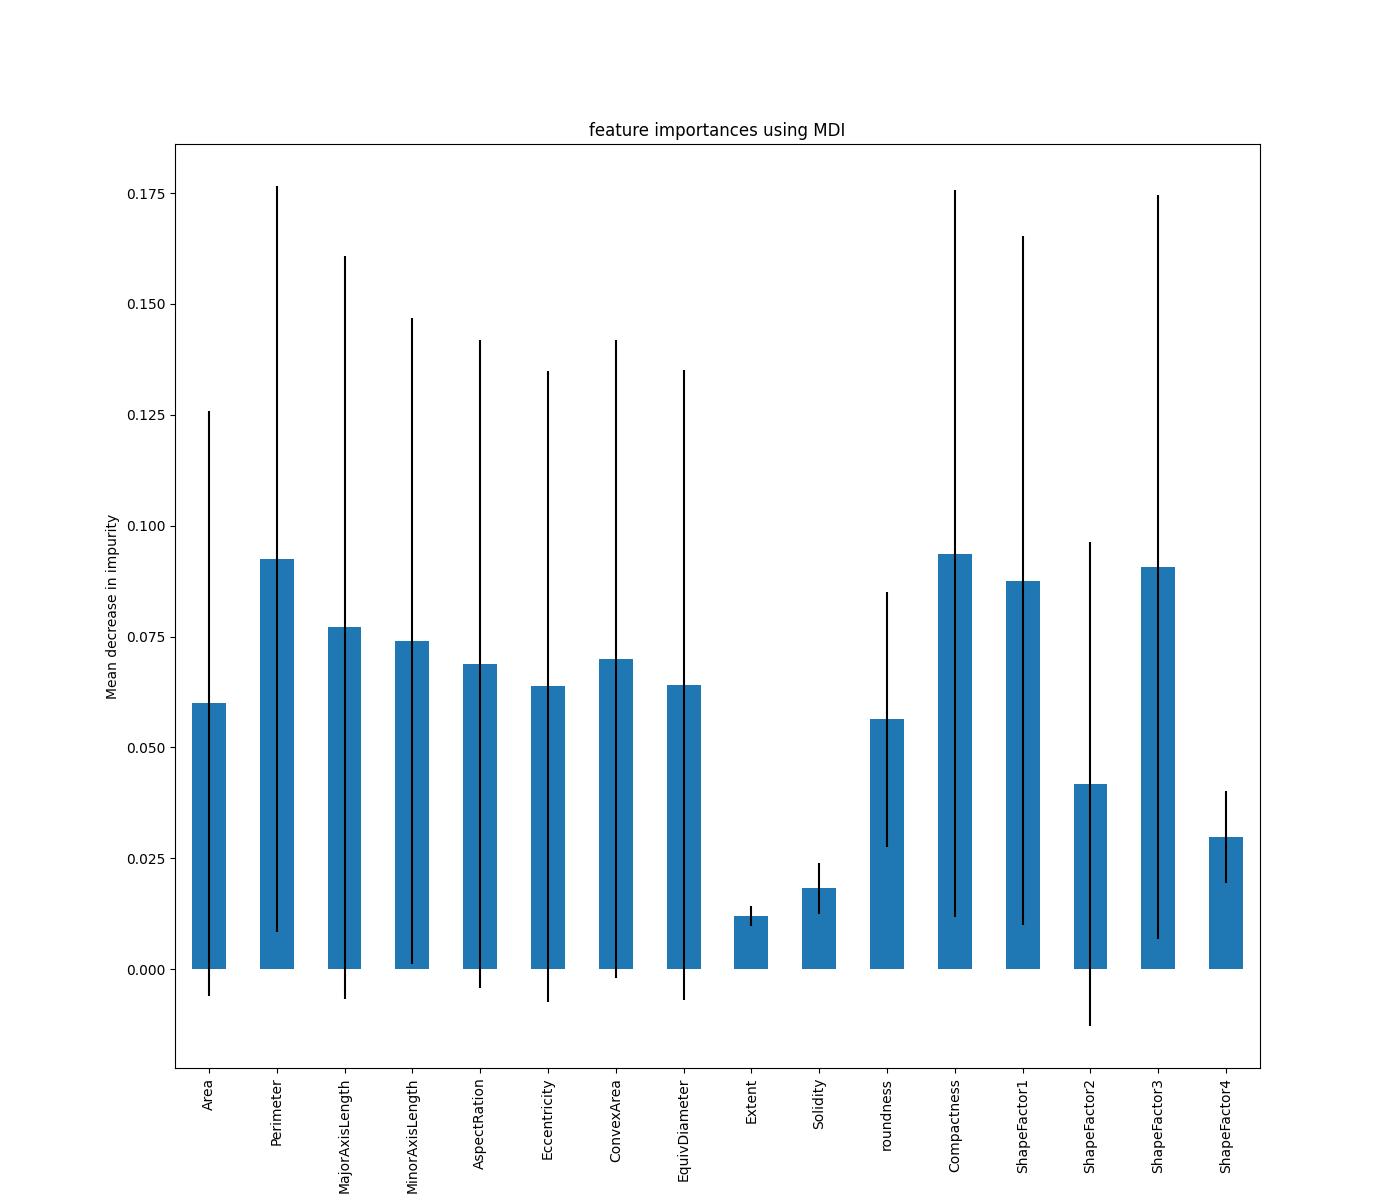 feature importances using MDI
Mean decrease in impurity
0.175
0.150
0.125
0.100
0.075
0.050
0.025
0.000
Area
Perimeter
MajorAxisLength
MinorAxisLength
AspectRation
Eccentricity
ConvexArea
EquivDiameter
Extent
Solidity
roundness
Compactness
ShapeFactor1
ShapeFactor2
ShapeFactor3
ShapeFactor4